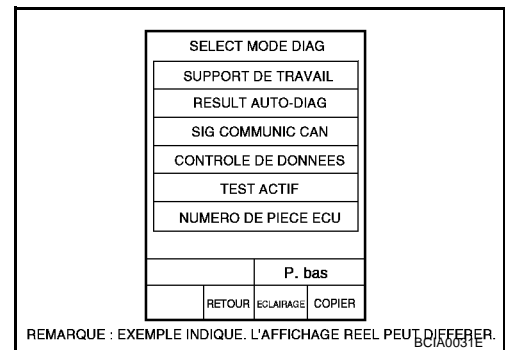 SELECT MODE DIAG
SUPPORT DE TRAVAIL
RESULT AUTO-DIAG
SIG COMMUNIC CAN
CONTROLE DE DONNEES
TEST ACTIF
NUMERO DE PIECE ECU
P. bas
RETOUR ECLAIRAGE COPIER
REMARQUE : EXEMPLE INDIQUE. L'AFFICHAGE REEL PEUT DIFFERER.
BCIA0031E